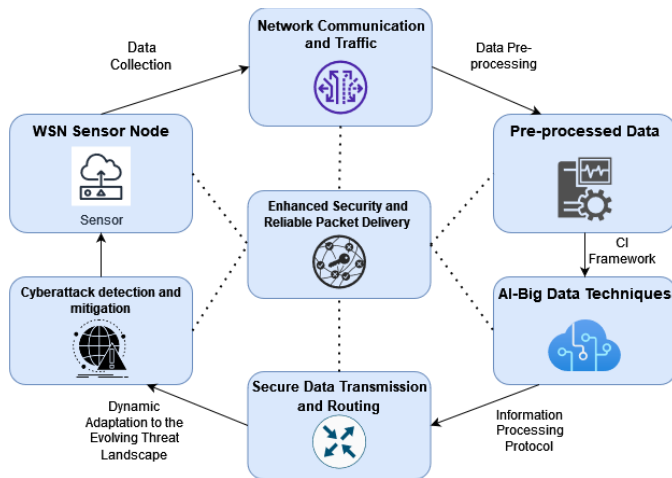 Network Communication
and Traffic
Data
Collection
Data Pre-
processing
WSN Sensor Node
Sensor
Pre-processed Data
Enhanced Security and
Reliable Packet Delivery
CI
Framework
Cyberattack detection and
mitigation
AI-Big Data Techniques
Secure Data Transmission
and Routing
Dynamic
Adaptation to the
Evolving Threat
Landscape
Information
Processing
Protocol